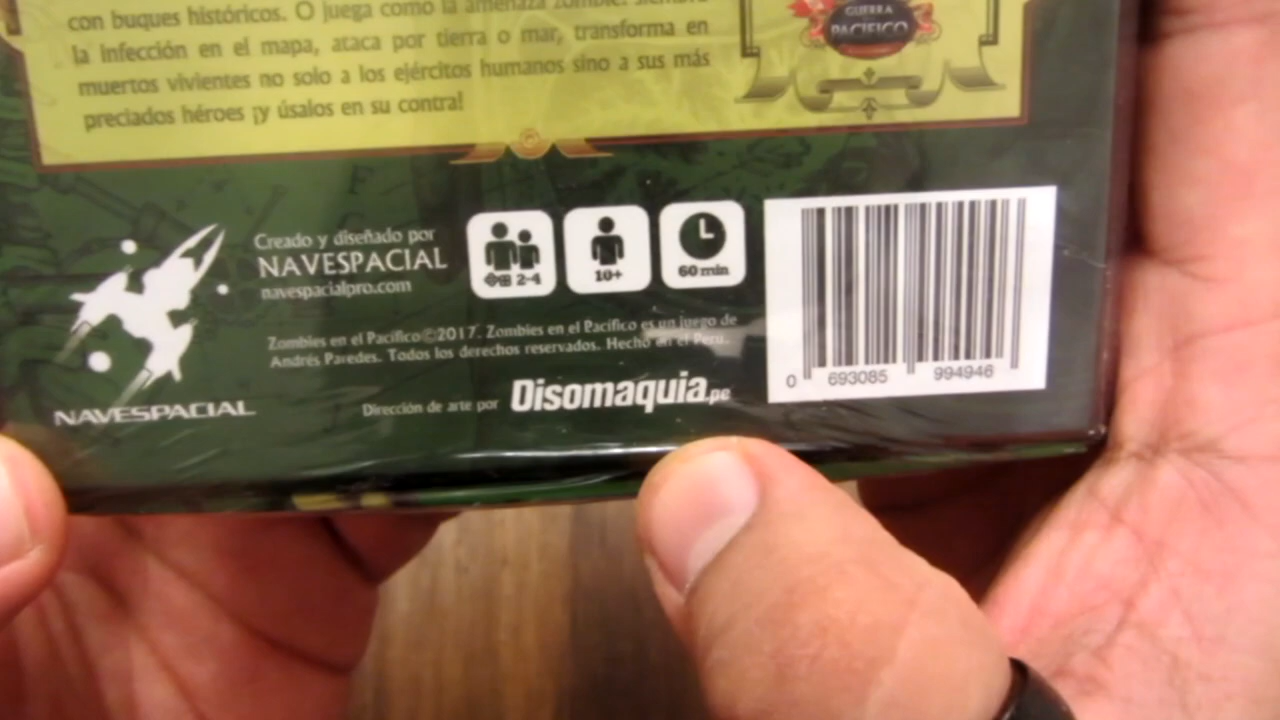 con buques históricos. O juega como la amenaza zombie: siembra
la infección en el mapa, ataca por tierra o mar, transforma en
muertos vivientes no solo a los ejércitos humanos sino a sus más
preciados héroes ¡y úsalos en su contra!
GUERRA
PACIFICO
Creado y diseñado por
NAVESPACIAL
navespacialpro.com
2-4
10+
60 min
Zombies en el Pacífico©2017. Zombies en el Pacífico es un juego de
Andrés Paredes. Todos los derechos reservados. Hecho en el Perú.
NAVESPACIAL
Dirección de arte por Disomaquia.pe
0 693085 994946